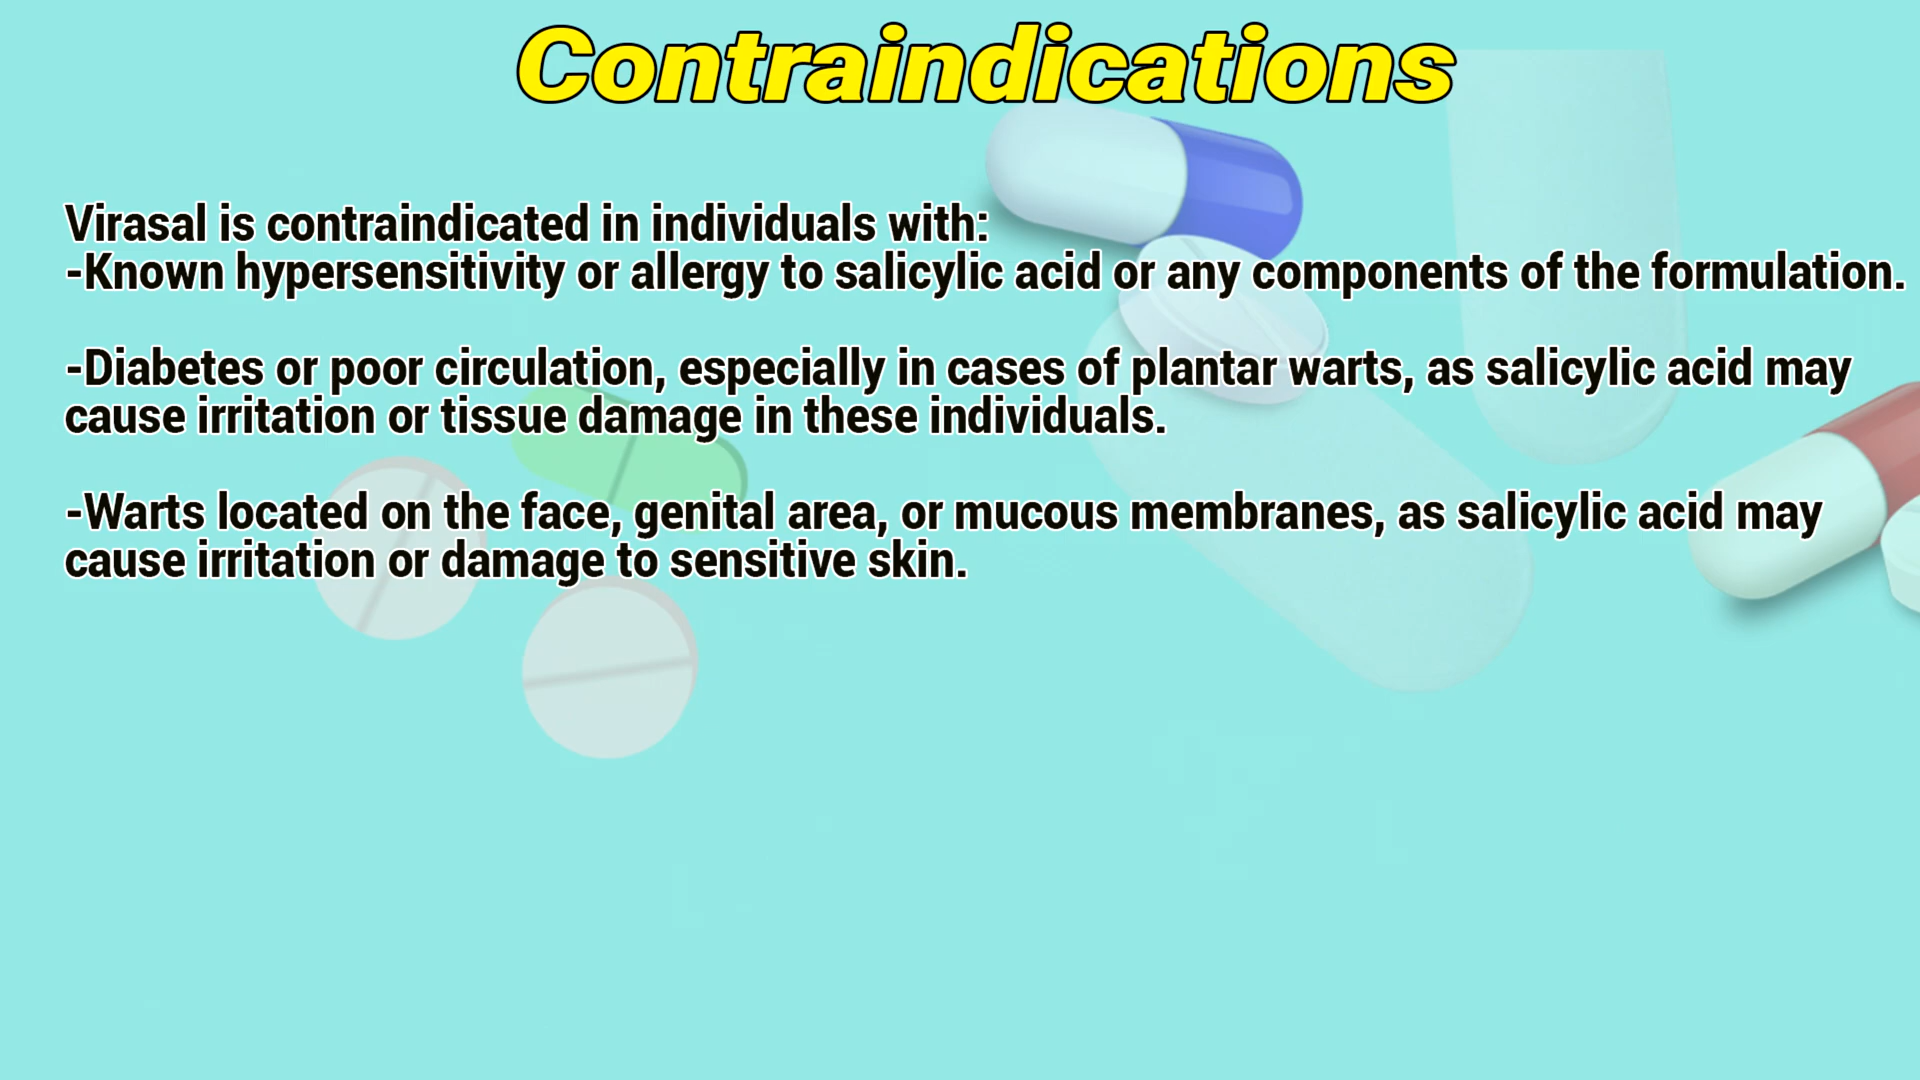 Contraindications
Virasal is contraindicated in individuals with:
-Known hypersensitivity or allergy to salicylic acid or any components of the formulation.
-Diabetes or poor circulation, especially in cases of plantar warts, as salicylic acid may
cause irritation or tissue damage in these individuals.
-Warts located on the face, genital area, or mucous membranes, as salicylic acid may
cause irritation or damage to sensitive skin.